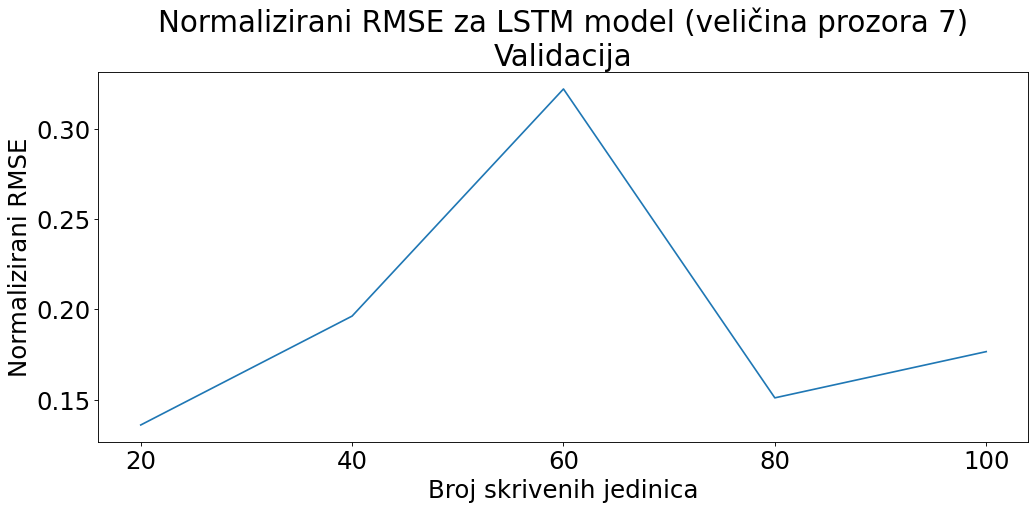 Normalizirani RMSE za LSTM model (veličina prozora 7)
Validacija
Normalizirani RMSE
0.30
0.25
0.20
0.15
20 40 60 80 100
Broj skrivenih jedinica